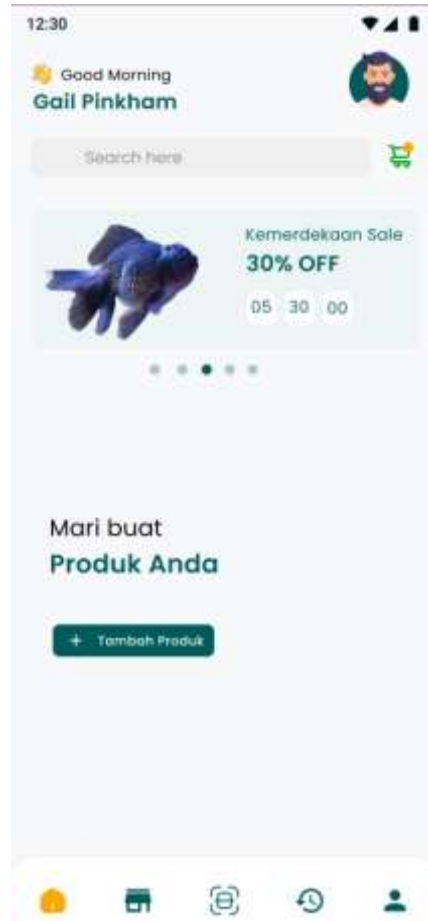 12:30
Good Morning
Gail Pinkham
Search here
Kemerdekaan Sale
30% OFF
05 30 00
Mari buat
Produk Anda
+ Tambah Produk